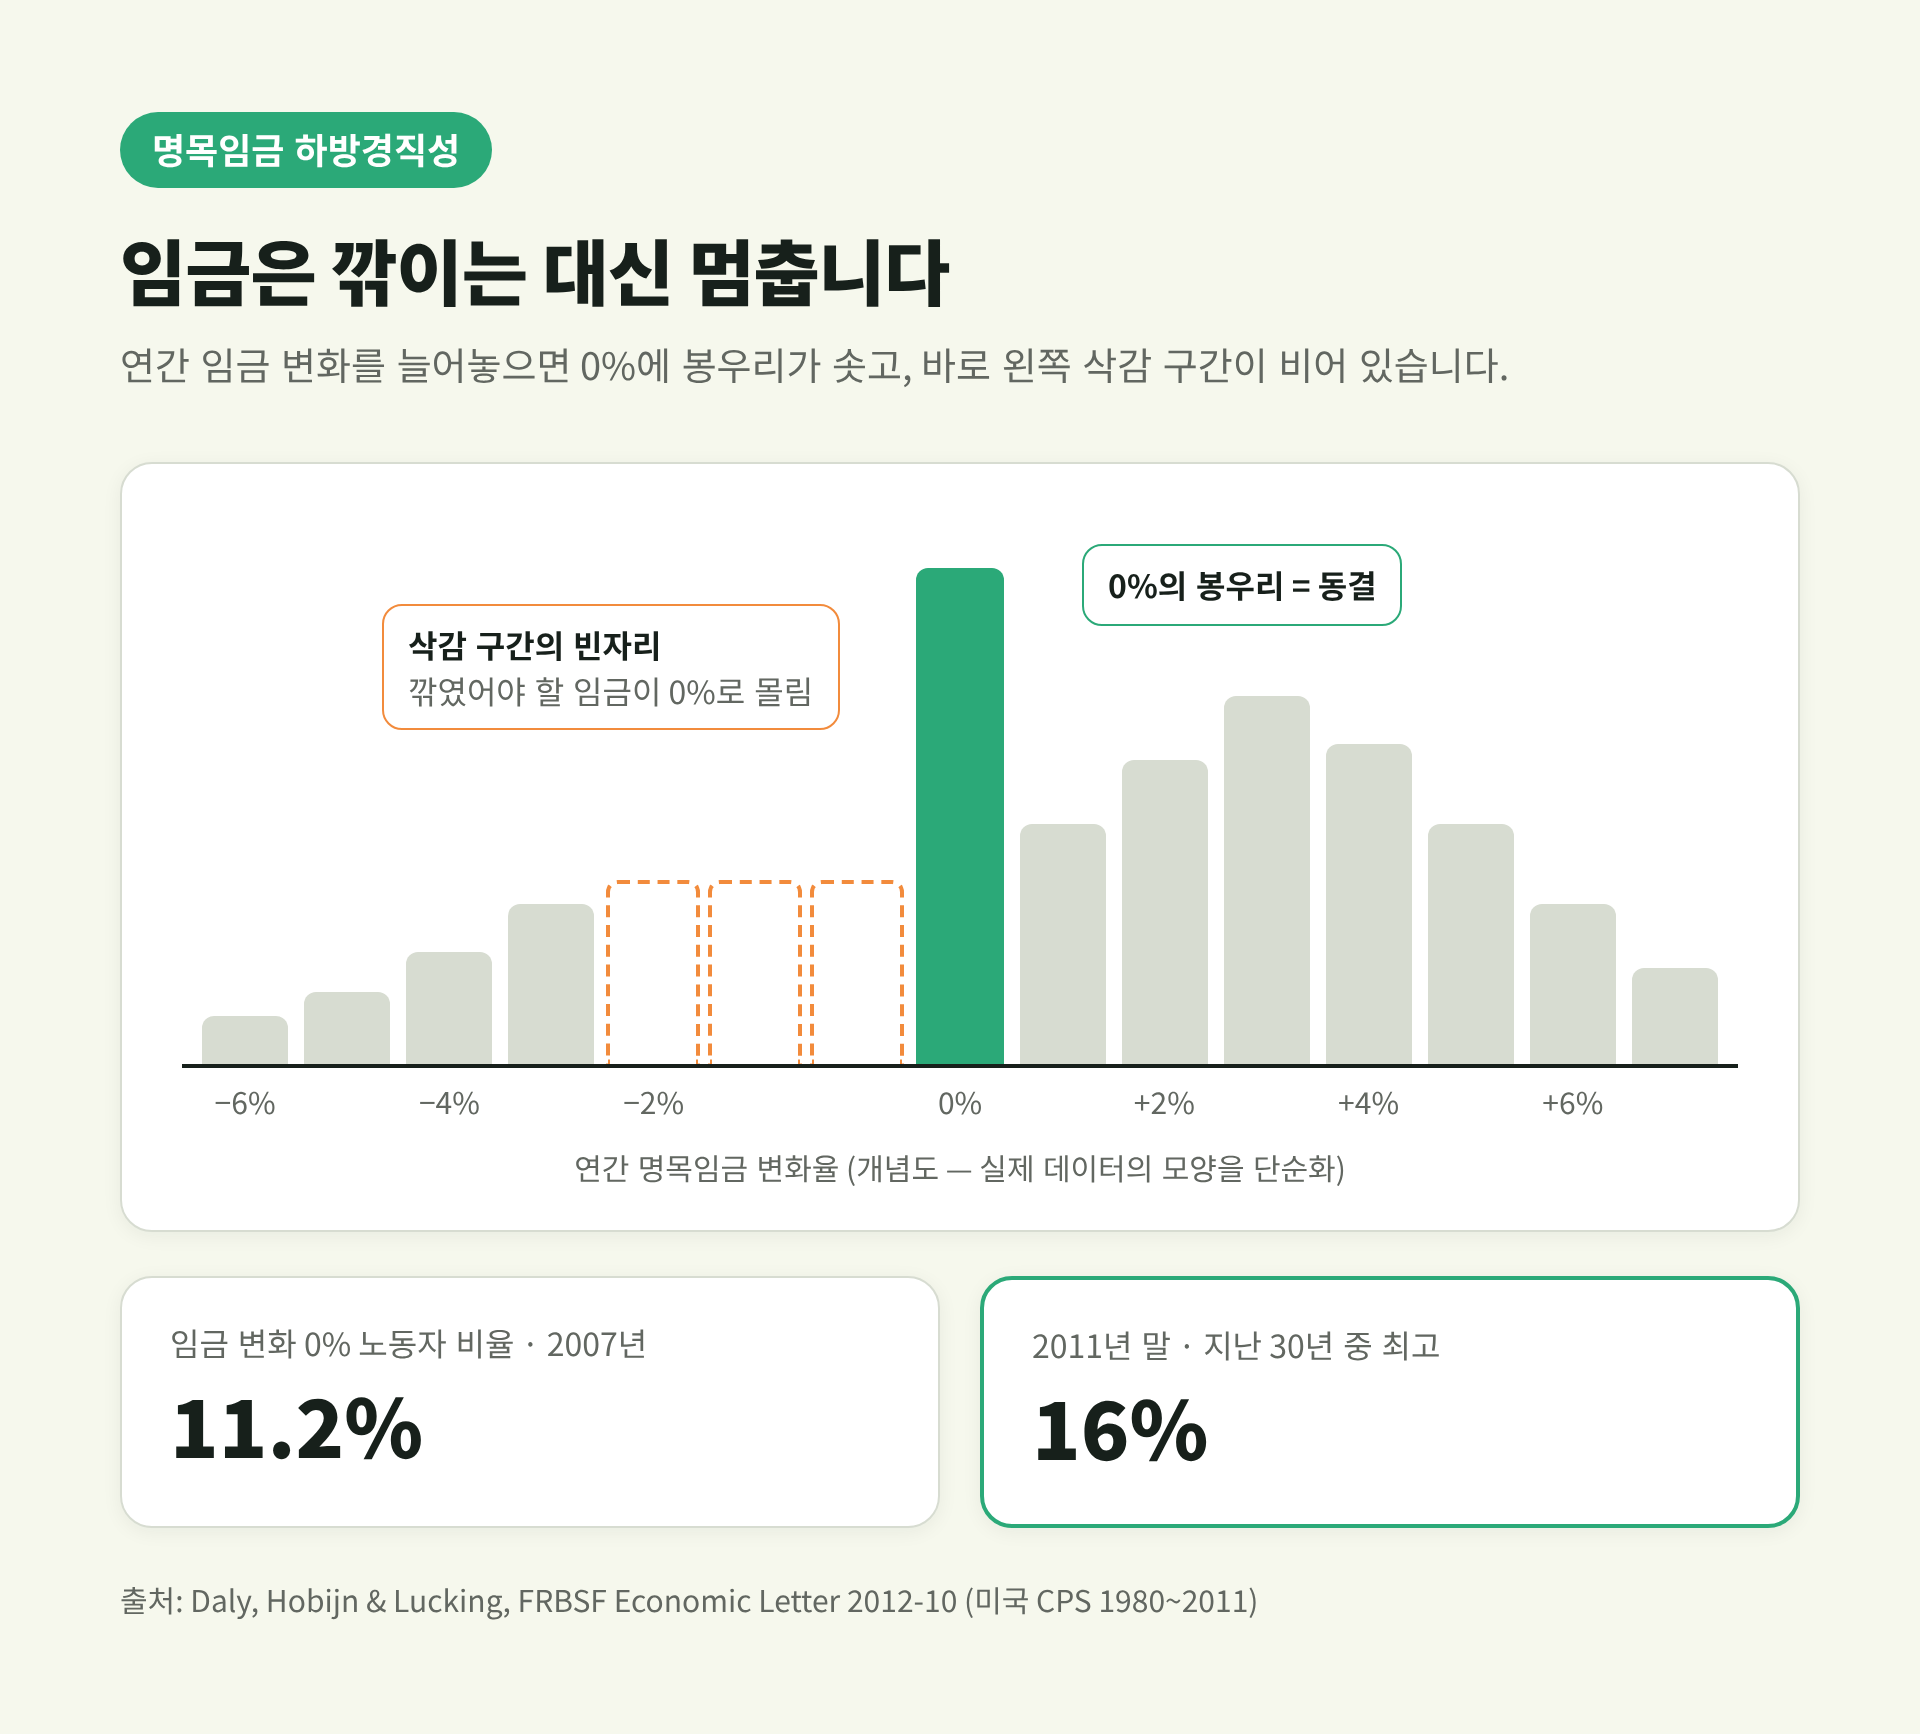 명목임금 하방경직성
임금은 깎이는 대신 멈춥니다
연간 임금 변화를 늘어놓으면 0%에 봉우리가 솟고, 바로 왼쪽 삭감 구간이 비어 있습니다.
0%의 봉우리 = 동결
삭감 구간의 빈자리
깎였어야 할 임금이 0%로 몰림
−6% −4% −2% 0% +2% +4% +6%
연간 명목임금 변화율 (개념도 — 실제 데이터의 모양을 단순화)
임금 변화 0% 노동자 비율 · 2007년
11.2%
2011년 말 · 지난 30년 중 최고
16%
출처: Daly, Hobijn & Lucking, FRBSF Economic Letter 2012-10 (미국 CPS 1980~2011)